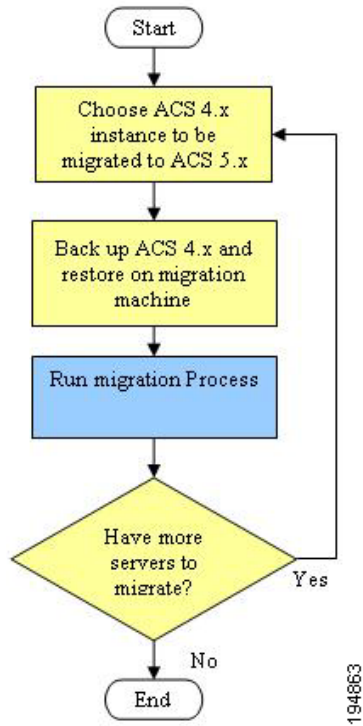 Start
Choose ACS 4.x
instance to be
migrated to ACS 5.x
Back up ACS 4.x and
restore on migration
machine
Run migration Process
Have more
servers to
migrate?
Yes
No
End
194863